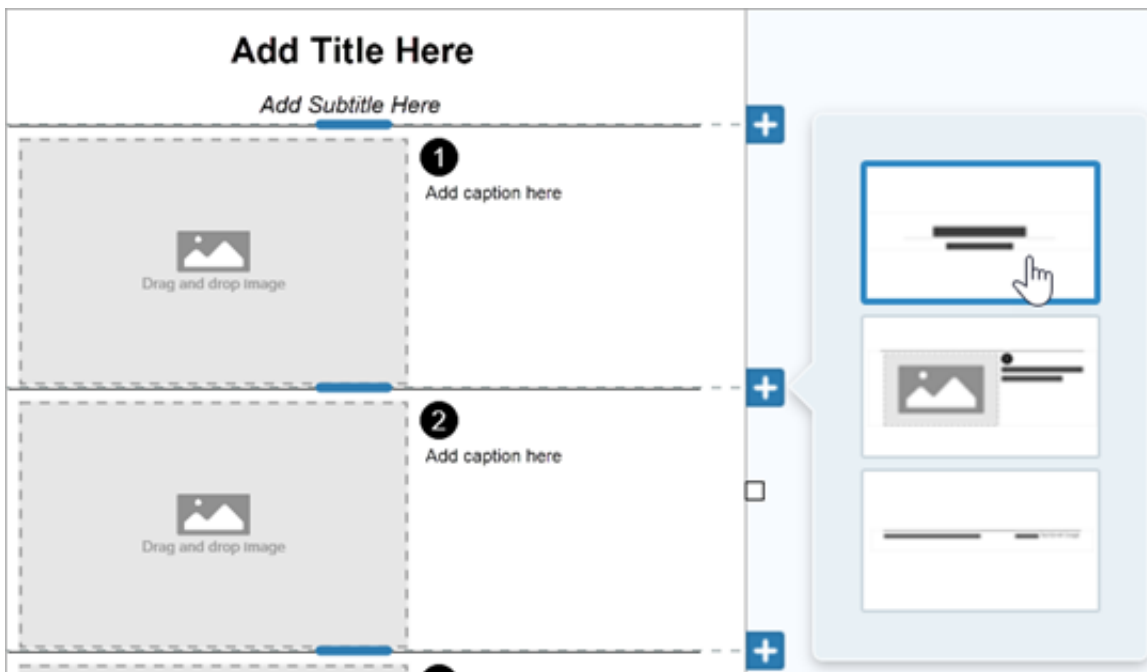 Add Title Here
Add Subtitle Here
1
Add caption here
Drag and drop image
2
Add caption here
Drag and drop image